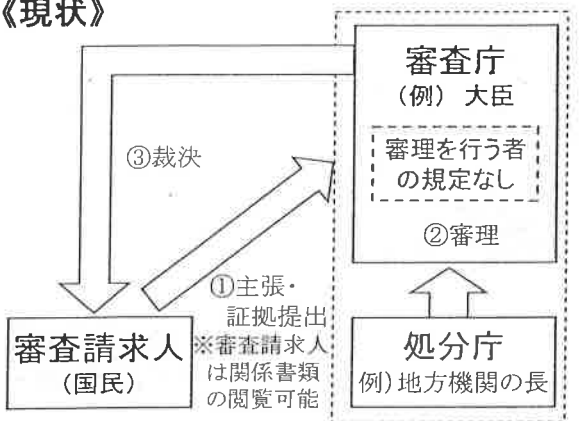 《現状》
審査庁
(例) 大臣
審理を行う者
の規定なし
②審理
③裁決
①主張・
証拠提出
※審査請求人
は関係書類
の閲覧可能
審査請求人
(国民)
処分庁
例)地方機関の長